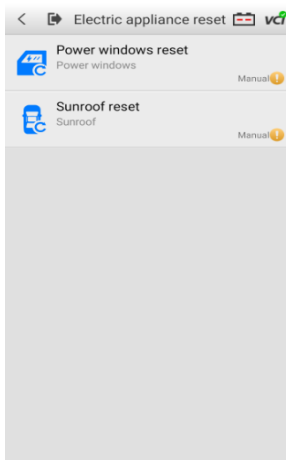 Electric appliance reset vci
Power windows reset
Power windows
Manual
Sunroof reset
Sunroof
Manual